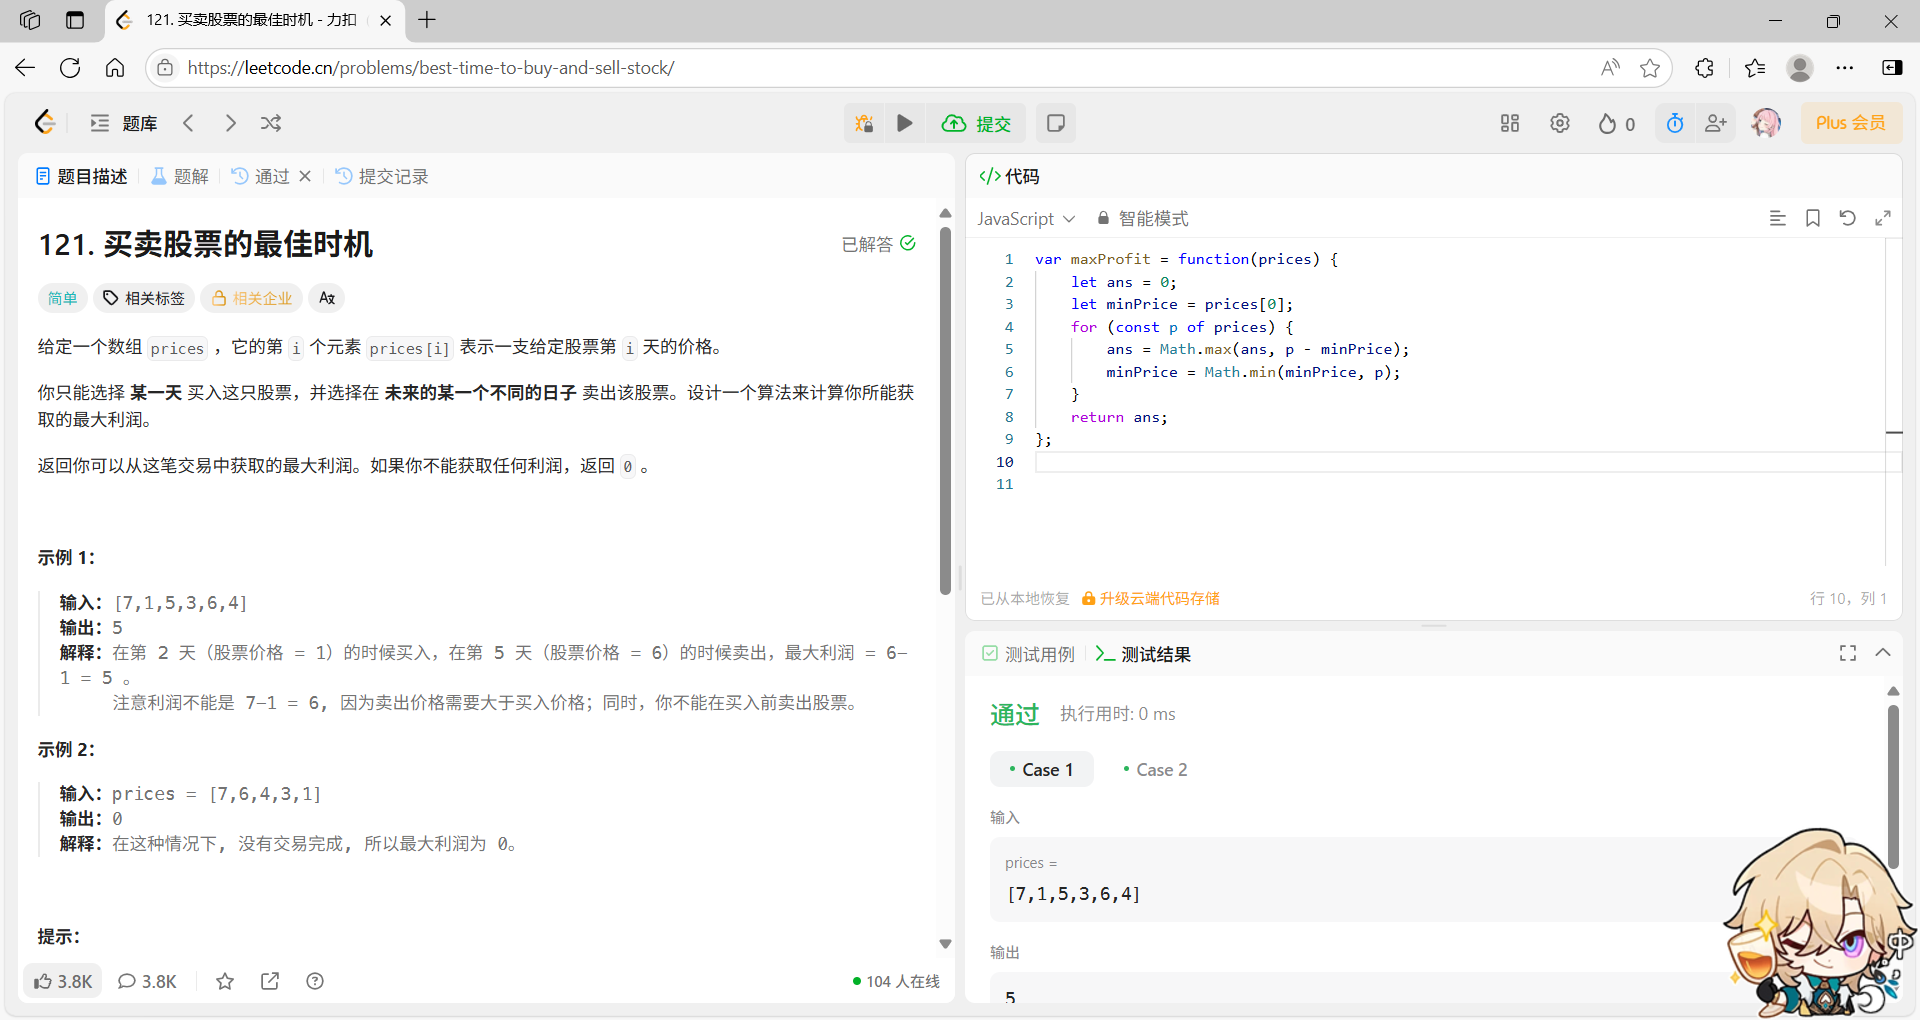 121. 买卖股票的最佳时机 - 力扣
https://leetcode.cn/problems/best-time-to-buy-and-sell-stock/
题库
提交
0
Plus 会员
题目描述
题解
通过
提交记录
121. 买卖股票的最佳时机
已解答
简单
相关标签
相关企业
给定一个数组 prices ，它的第 i 个元素 prices[i] 表示一支给定股票第 i 天的价格。
你只能选择 某一天 买入这只股票，并选择在 未来的某一个不同的日子 卖出该股票。设计一个算法来计算你所能获
取的最大利润。
返回你可以从这笔交易中获取的最大利润。如果你不能获取任何利润，返回 0 。
示例 1：
输入：[7,1,5,3,6,4]
输出：5
解释：在第 2 天（股票价格 = 1）的时候买入，在第 5 天（股票价格 = 6）的时候卖出，最大利润 = 6-
1 = 5 。
注意利润不能是 7-1 = 6, 因为卖出价格需要大于买入价格；同时，你不能在买入前卖出股票。
示例 2：
输入：prices = [7,6,4,3,1]
输出：0
解释：在这种情况下, 没有交易完成, 所以最大利润为 0。
提示：
3.8K
3.8K
104 人在线
代码
JavaScript
智能模式
1 var maxProfit = function(prices) {
2 let ans = 0;
3 let minPrice = prices[0];
4 for (const p of prices) {
5 ans = Math.max(ans, p - minPrice);
6 minPrice = Math.min(minPrice, p);
7 }
8 return ans;
9 };
10
11
已从本地恢复
升级云端代码存储
行 10，列 1
测试用例
测试结果
通过
执行用时: 0 ms
Case 1
Case 2
输入
prices =
[7,1,5,3,6,4]
输出
5
中